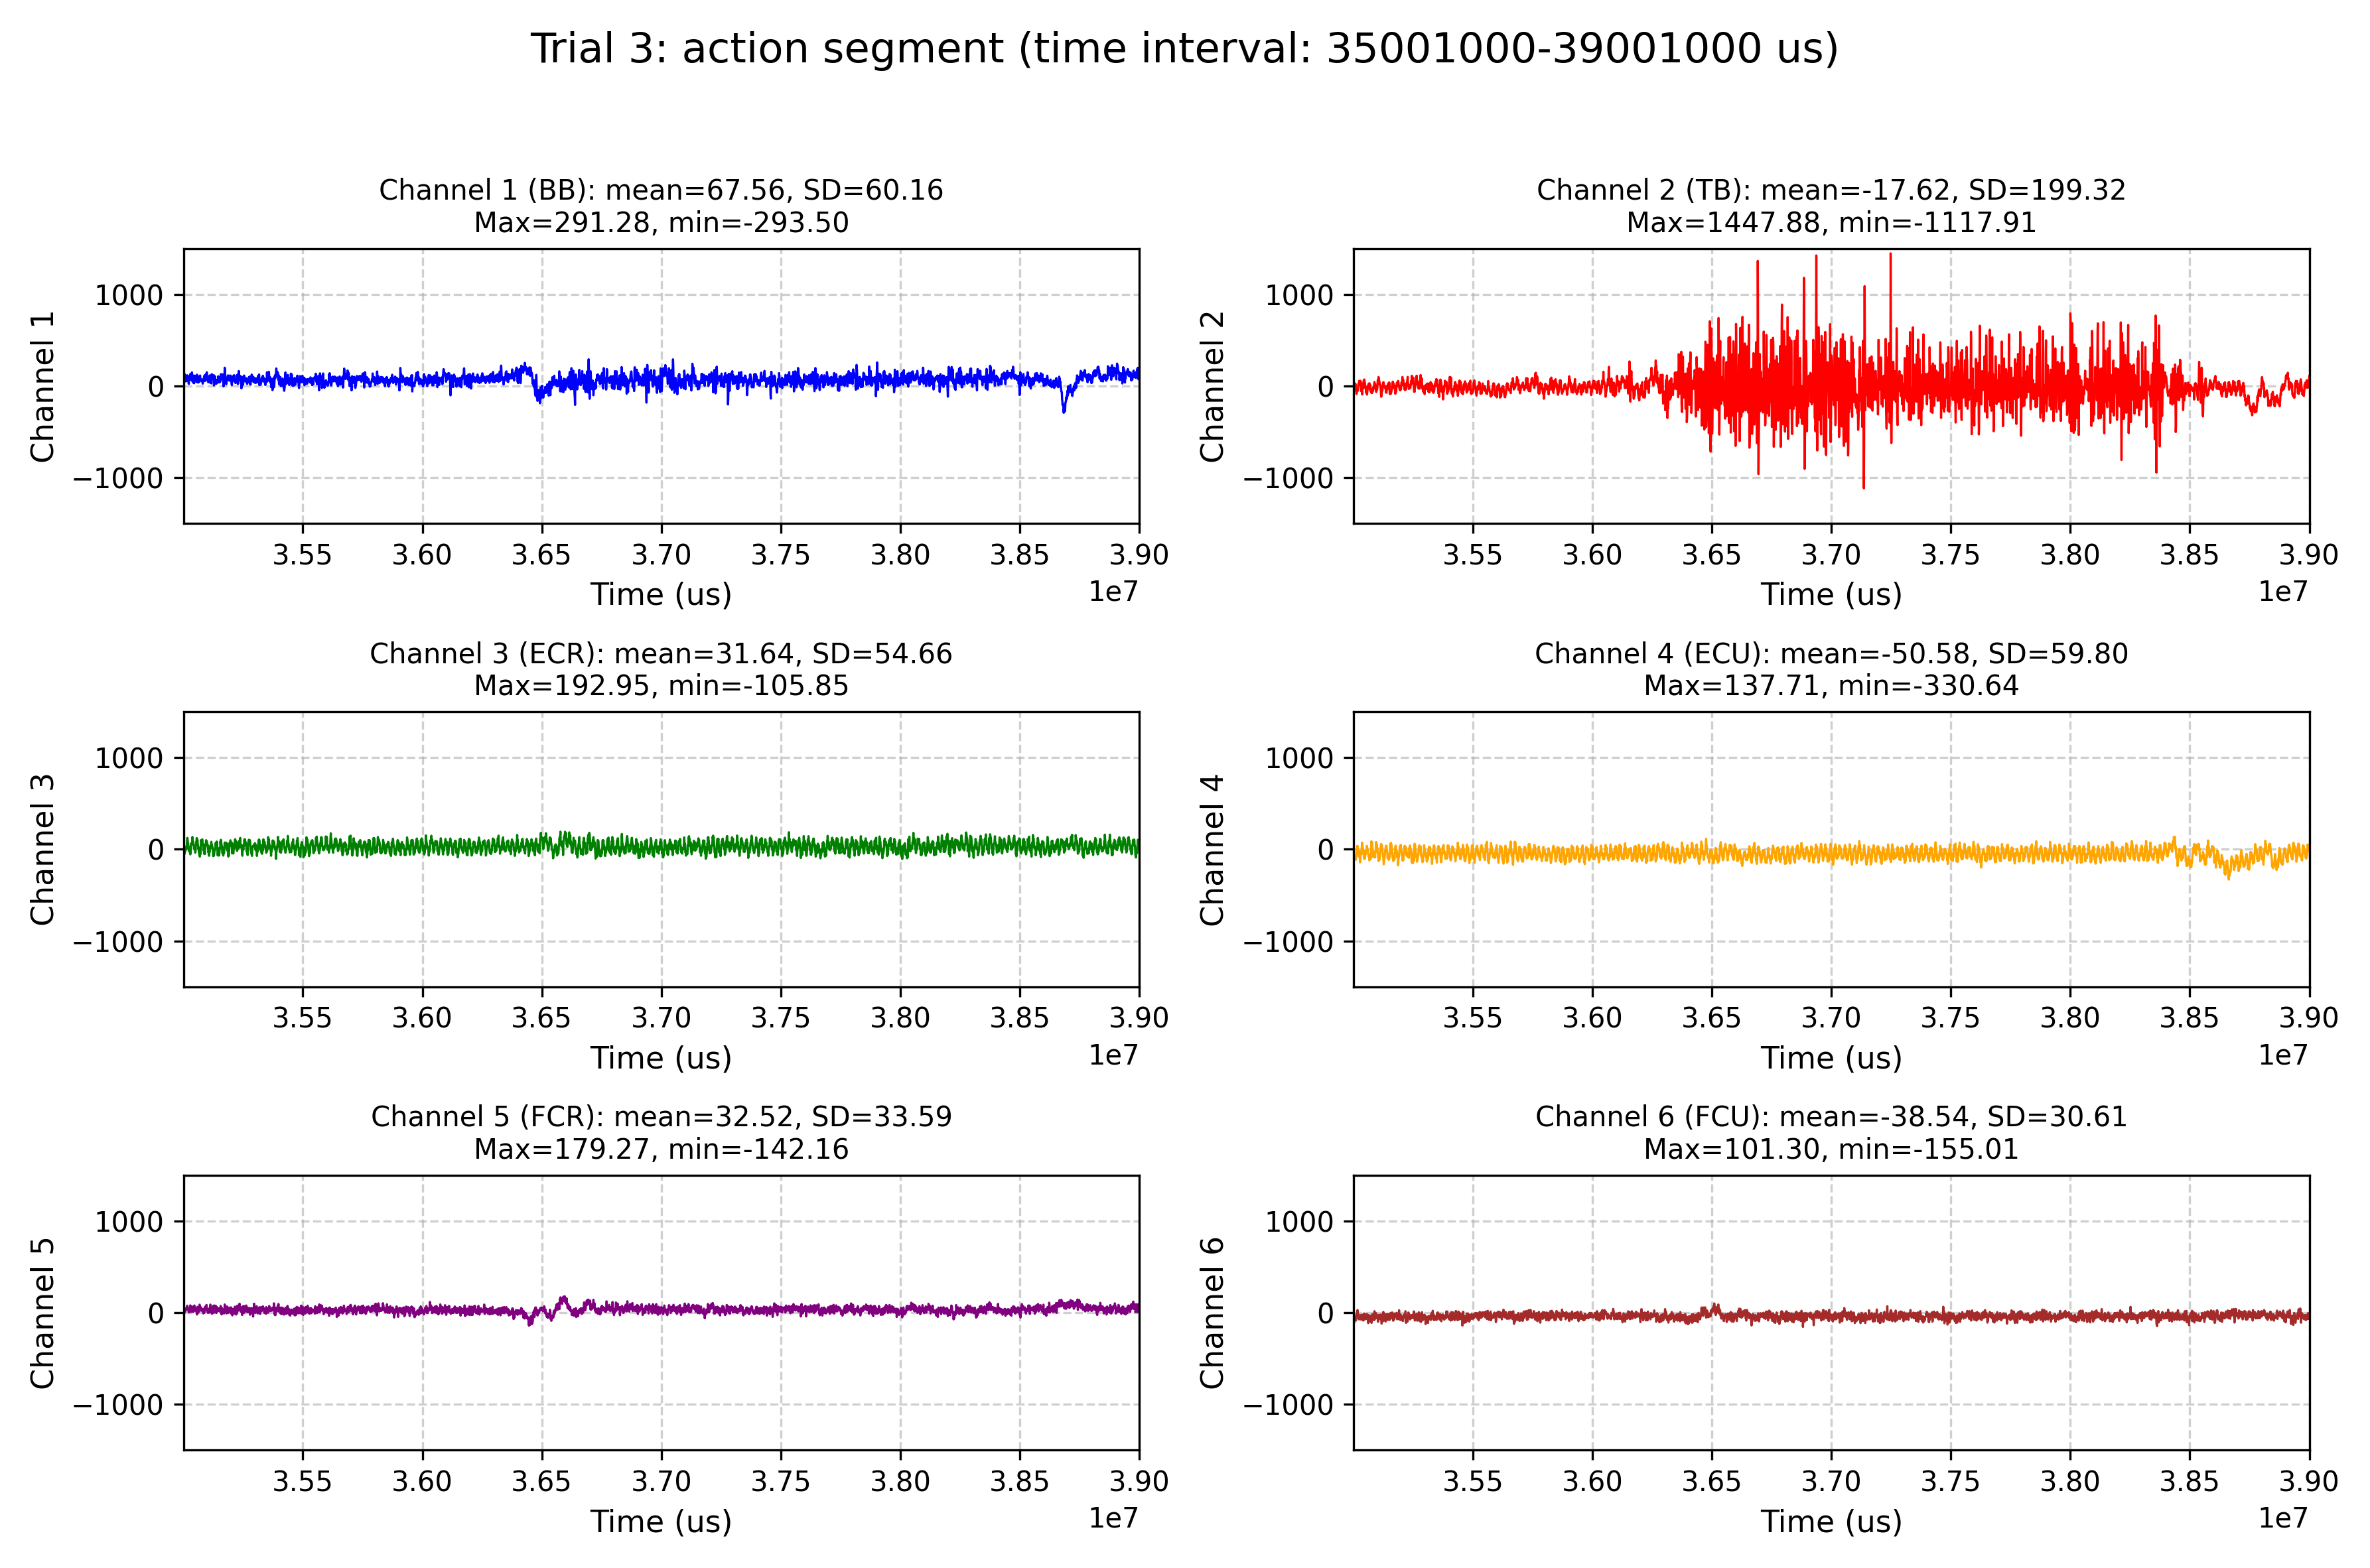 Trial 3: action segment (time interval: 35001000-39001000 us)
Channel 1 (BB): mean=67.56, SD=60.16
Max=291.28, min=-293.50
Channel 1
1000
0
−1000
3.55 3.60 3.65 3.70 3.75 3.80 3.85 3.90
1e7
Time (us)
Channel 2 (TB): mean=-17.62, SD=199.32
Max=1447.88, min=-1117.91
Channel 2
1000
0
−1000
3.55 3.60 3.65 3.70 3.75 3.80 3.85 3.90
1e7
Time (us)
Channel 3 (ECR): mean=31.64, SD=54.66
Max=192.95, min=-105.85
Channel 3
1000
0
−1000
3.55 3.60 3.65 3.70 3.75 3.80 3.85 3.90
1e7
Time (us)
Channel 4 (ECU): mean=-50.58, SD=59.80
Max=137.71, min=-330.64
Channel 4
1000
0
−1000
3.55 3.60 3.65 3.70 3.75 3.80 3.85 3.90
1e7
Time (us)
Channel 5 (FCR): mean=32.52, SD=33.59
Max=179.27, min=-142.16
Channel 5
1000
0
−1000
3.55 3.60 3.65 3.70 3.75 3.80 3.85 3.90
1e7
Time (us)
Channel 6 (FCU): mean=-38.54, SD=30.61
Max=101.30, min=-155.01
Channel 6
1000
0
−1000
3.55 3.60 3.65 3.70 3.75 3.80 3.85 3.90
1e7
Time (us)